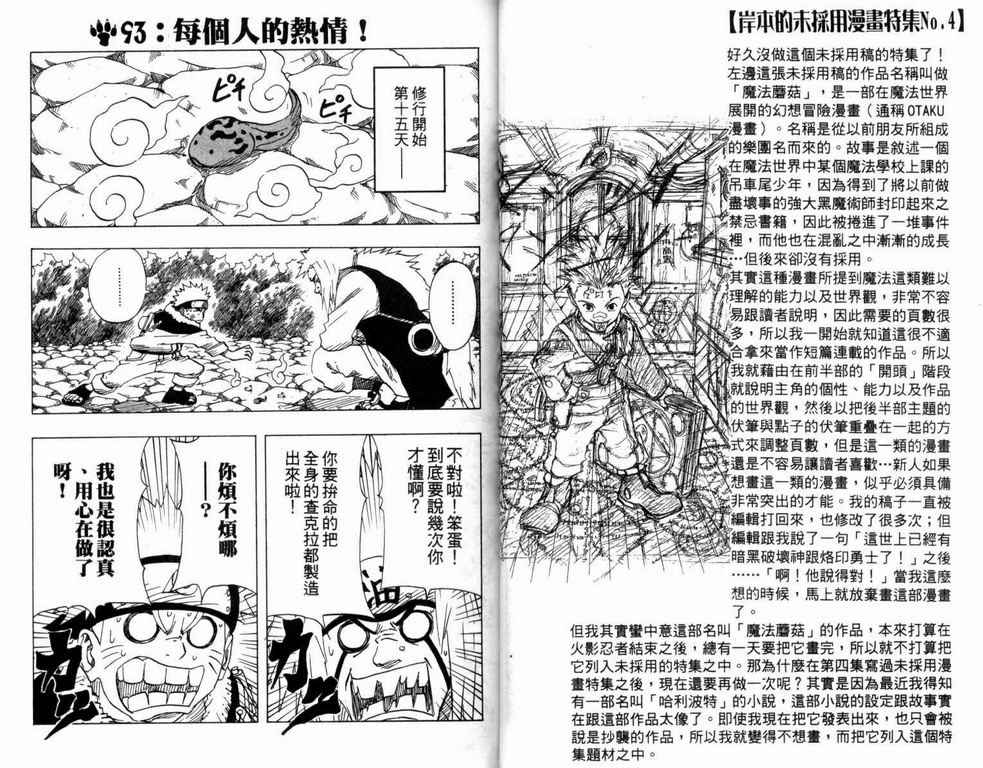 【岸本的未採用漫畫特集No.4】
好久沒做這個未採用稿的特集了！
左邊這張未採用稿的作品名稱叫做
「魔法蘑菇」，是一部在魔法世界
展開的幻想冒險漫畫（通稱OTAKU
漫畫）。名稱是從以前朋友所組成
的樂團名而來的。故事是敘述一個
在魔法世界中某個魔法學校上課的
吊車尾少年，因為得到了將以前做
盡壞事的強大黑魔術師封印起來之
禁忌書籍，因此被捲進了一堆事件
裡，而他也在混亂之中漸漸的成長
…但後來卻沒有採用。
其實這種漫畫所提到魔法這類難以
理解的能力以及世界觀，非常不容
易跟讀者說明，因此需要的頁數很
多，所以我一開始就知道這很不適
合拿來當作短篇連載的作品。所以
我就藉由在前半部的「開頭」階段
就說明主角的個性、能力以及作品
的世界觀，然後以把後半部主題的
伏筆與點子的伏筆重疊在一起的方
式來調整頁數，但是這一類的漫畫
還是不容易讓讀者喜歡…新人如果
想畫這一類的漫畫，似乎必須具備
非常突出的才能。我的稿子一直被
編輯打回來，也修改了很多次；但
編輯跟我說了一句「這世上已經有
暗黑破壞神跟烙印勇士了！」之後
……「啊！他說得對！」當我這麼
想的時候，馬上就放棄畫這部漫畫
了。
但我其實蠻中意這部名叫「魔法蘑菇」的作品，本來打算在
火影忍者結束之後，總有一天要把它畫完，所以就不打算把
它列入未採用的特集之中。那為什麼在第四集寫過未採用漫
畫特集之後，現在還要再做一次呢？其實是因為最近我得知
有一部名叫「哈利波特」的小說，這部小說的設定跟故事實
在跟這部作品太像了。即使我現在把它發表出來，也只會被
說是抄襲的作品，所以我就變得不想畫，而把它列入這個特
集題材之中。
93：每個人的熱情！
修行開始
第十五天——
ピチ
ピチ
………
………
不對啦！笨蛋！
到底要說幾次你
才懂啊？
你要拚命的把
全身的查克拉都製造
出來啦！
油
カッ
你煩不煩哪
——？
我也是很認真
、用心在做了
呀！
カッ